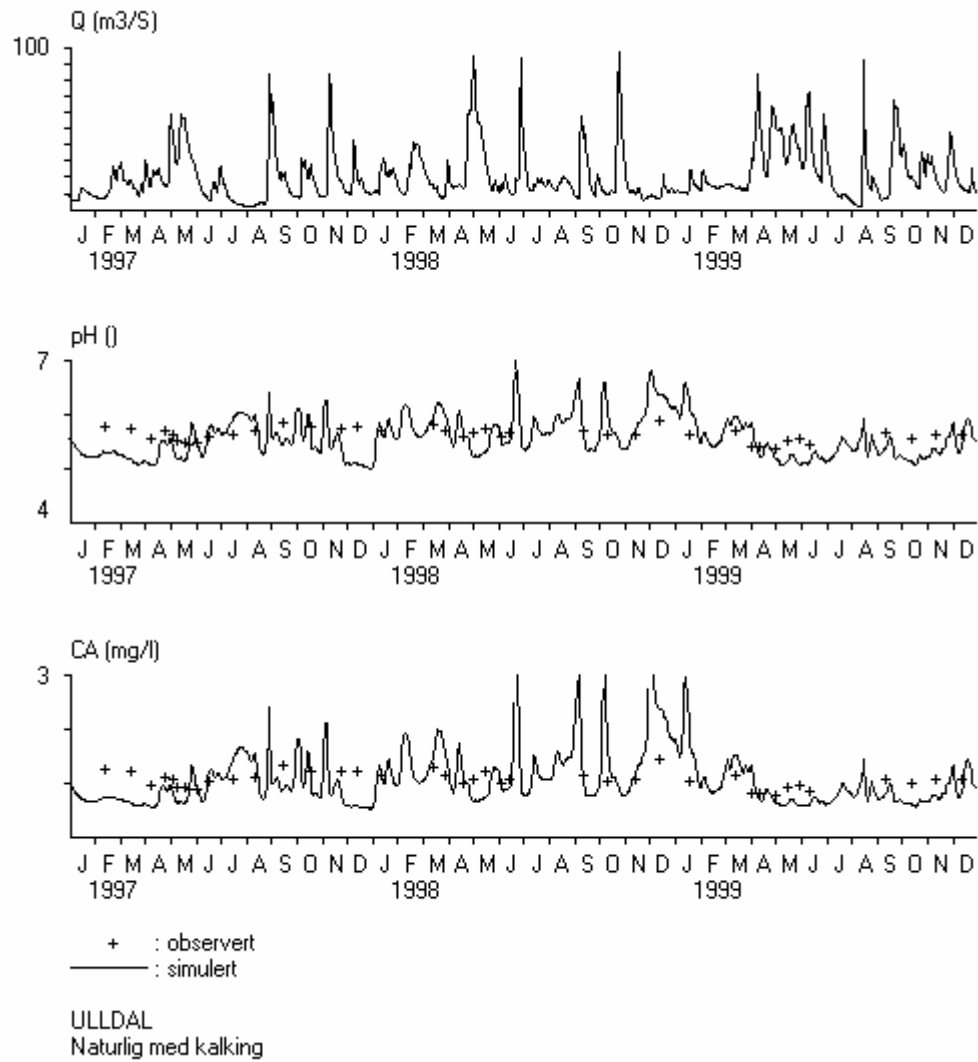 Q (m3/S)
100
J F M A M J J A S O N D J F M A M J J A S O N D J F M A M J J A S O N D
1997 1998 1999
pH ()
7
4
J F M A M J J A S O N D J F M A M J J A S O N D J F M A M J J A S O N D
1997 1998 1999
CA (mg/l)
3
J F M A M J J A S O N D J F M A M J J A S O N D J F M A M J J A S O N D
1997 1998 1999
+ : observert
: simulert
ULLDAL
Naturlig med kalking